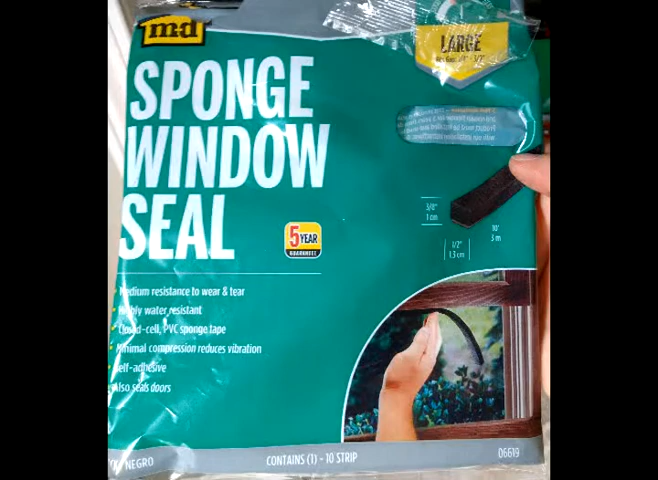 m-d
LARGE
SPONGE
WINDOW
SEAL
3/8"
1 cm
10'
3 m
1/2"
1.3 cm
5 YEAR
GUARANTEE
Medium resistance to wear & tear
Highly water resistant
Closed-cell, PVC sponge tape
Minimal compression reduces vibration
Self-adhesive
Also seals doors
NEGRO
CONTAINS (1) - 10 STRIP
06619